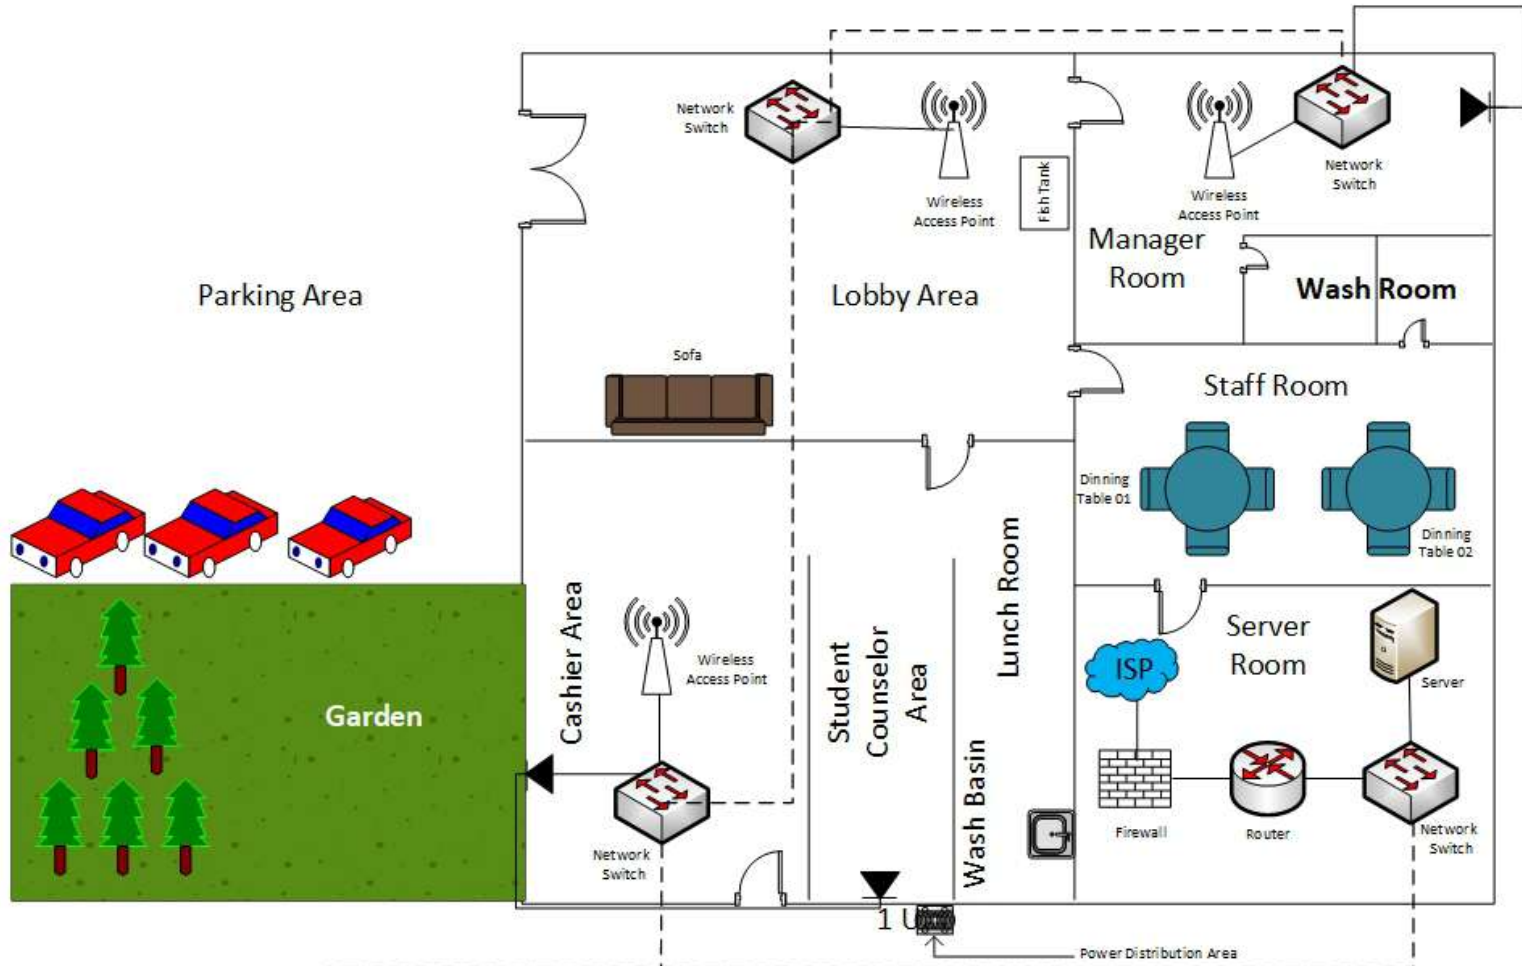 Network
Switch
Wireless
Access Point
Fish Tank
Wireless
Access Point
Network
Switch
Manager
Room
Wash Room
Parking Area
Lobby Area
Sofa
Staff Room
Dinning
Table 01
Dinning
Table 02
Cashier Area
Wireless
Access Point
Student
Counselor
Area
Lunch Room
Wash Basin
Server
Room
ISP
Server
Garden
Firewall
Router
Network
Switch
Network
Switch
1 U
Power Distribution Area